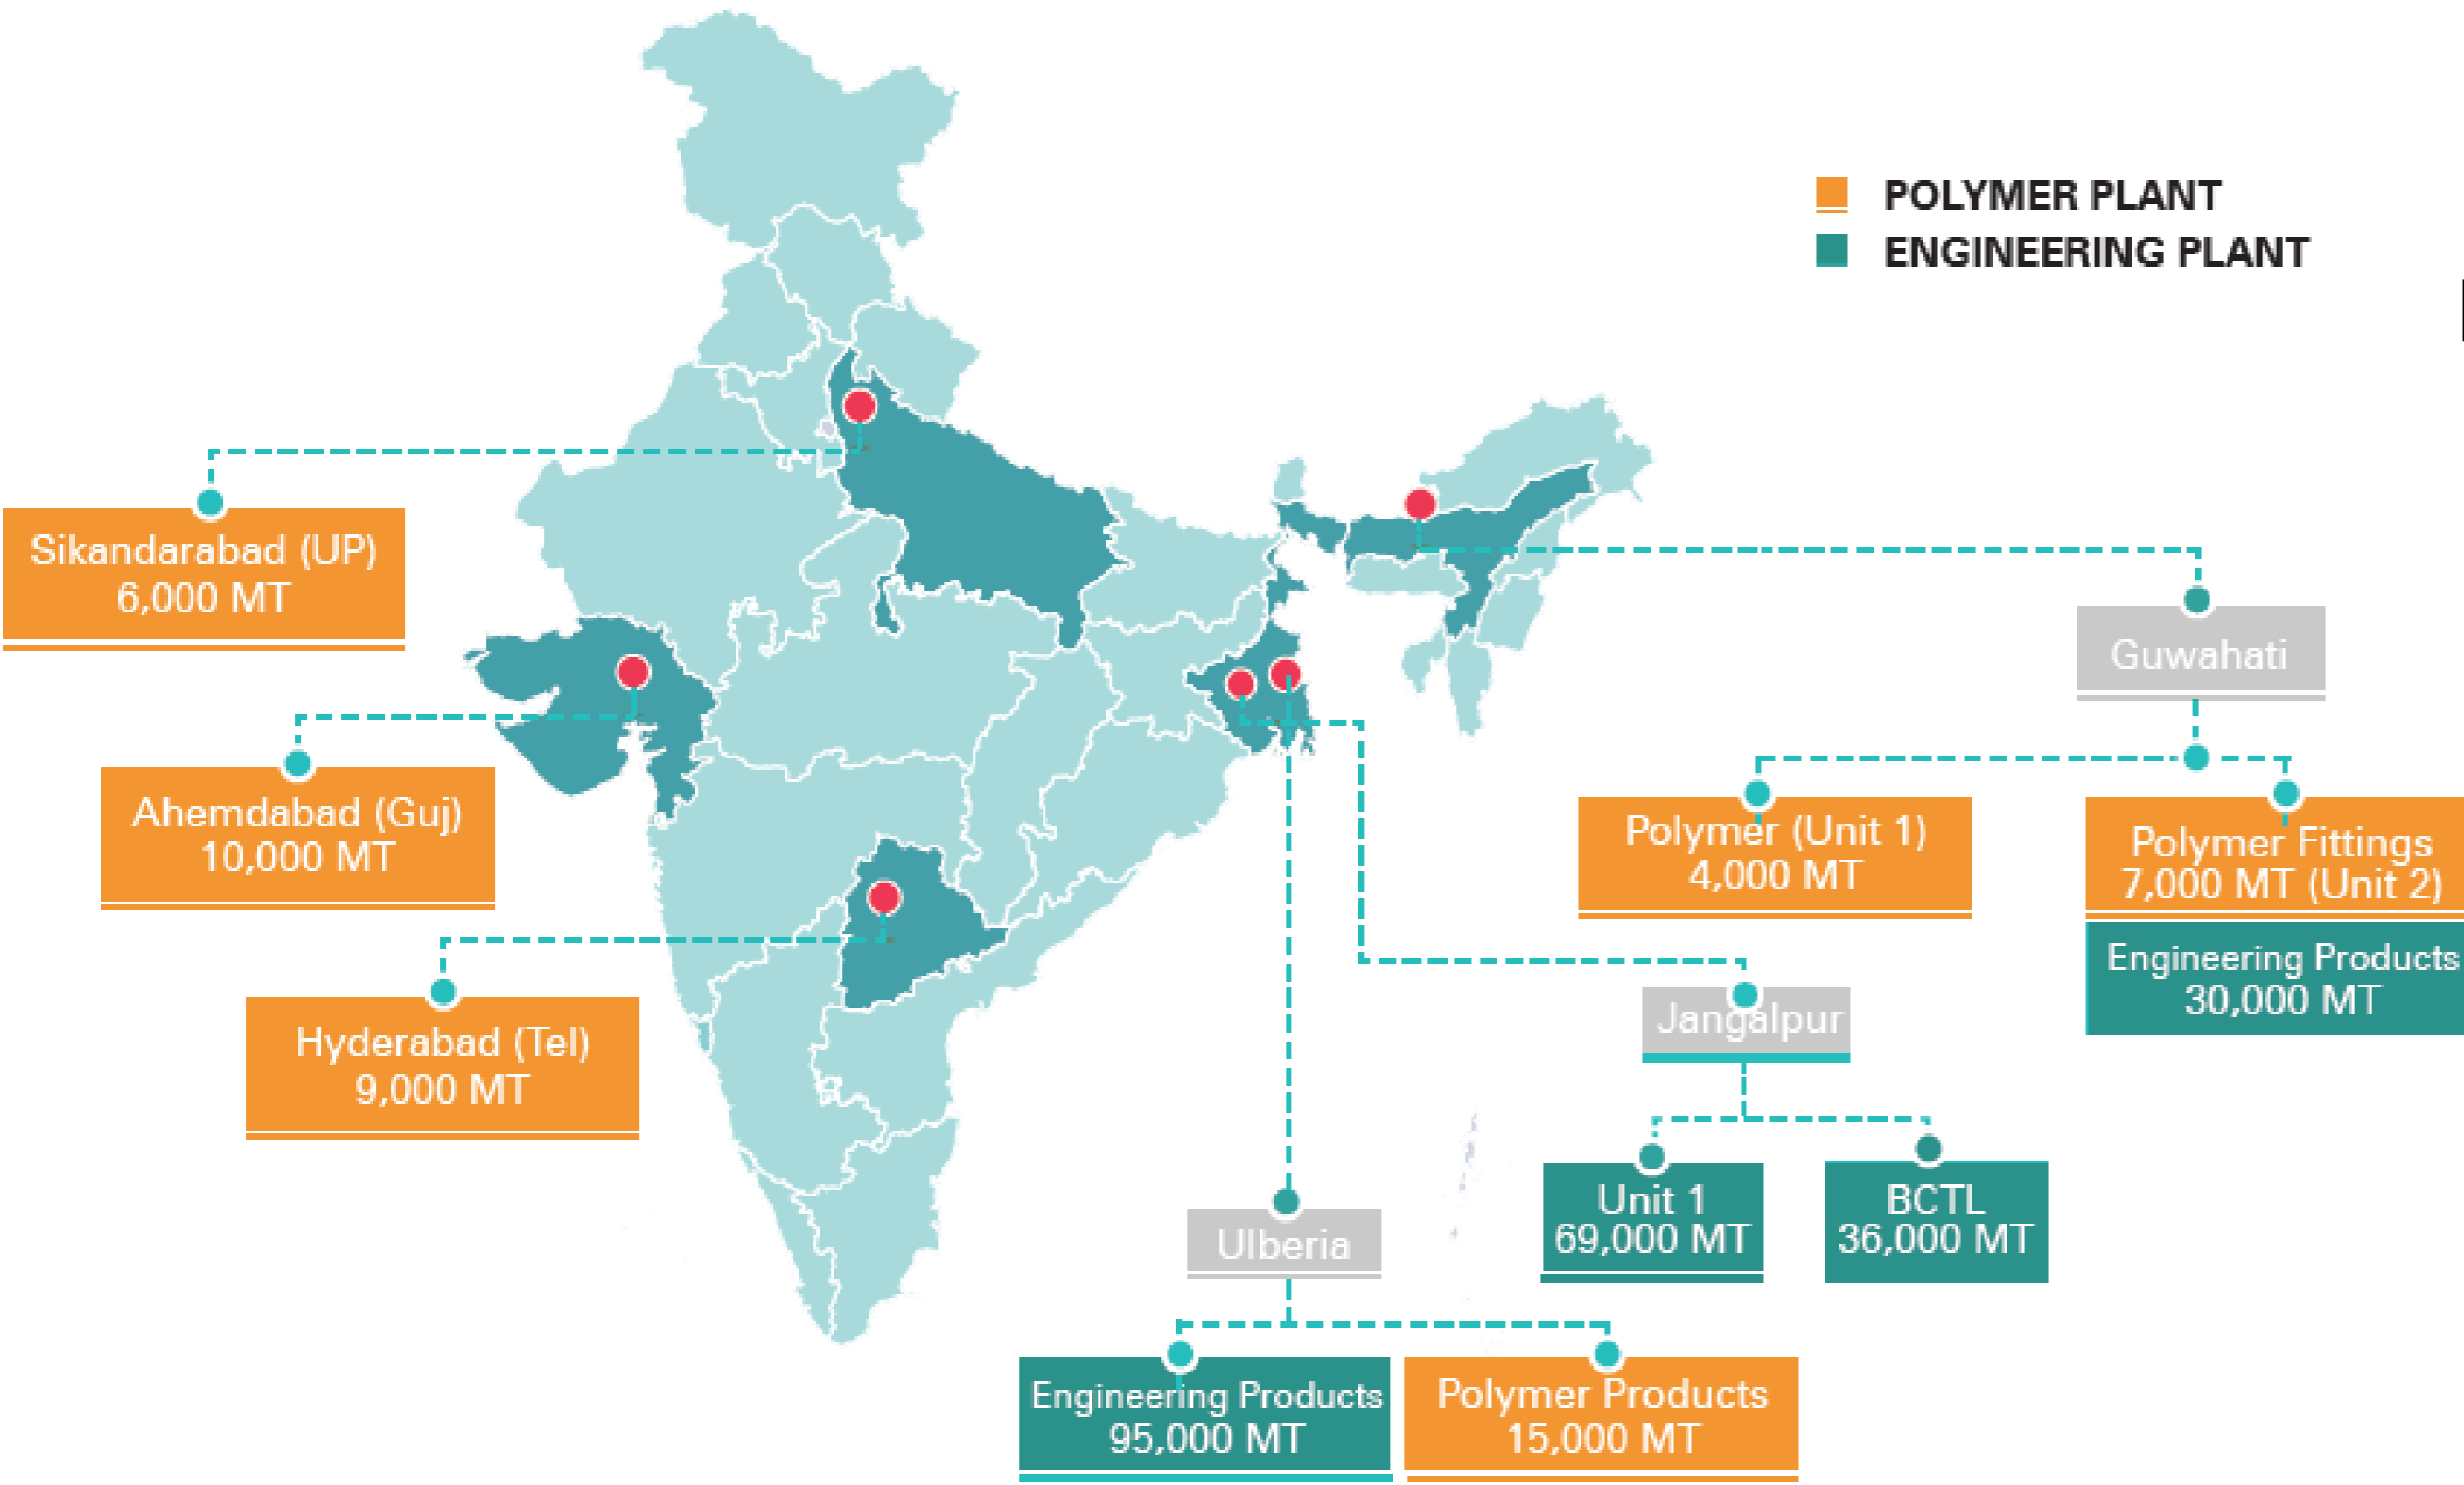 POLYMER PLANT
ENGINEERING PLANT
Sikandarabad (UP)
6,000 MT
Ahemdabad (Guj)
10,000 MT
Hyderabad (Tel)
9,000 MT
Guwahati
Polymer (Unit 1)
4,000 MT
Polymer Fittings
7,000 MT (Unit 2)
Engineering Products
30,000 MT
Jangalpur
Unit 1
69,000 MT
BCTL
36,000 MT
Ulberia
Engineering Products
95,000 MT
Polymer Products
15,000 MT